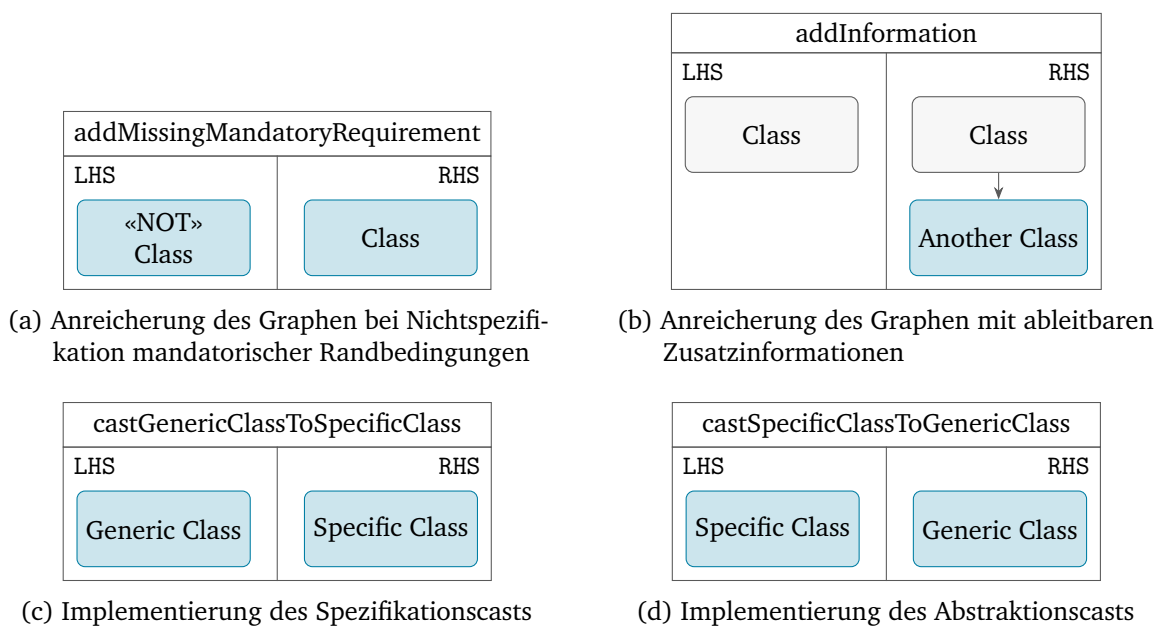 addMissingMandatoryRequirement
LHS
RHS
«NOT»
Class
Class
(a) Anreicherung des Graphen bei Nichtspezifi-
kation mandatorischer Randbedingungen
addInformation
LHS
RHS
Class
Class
Another Class
(b) Anreicherung des Graphen mit ableitbaren
Zusatzinformationen
castGenericClassToSpecificClass
LHS
RHS
Generic Class
Specific Class
(c) Implementierung des Spezifikationscasts
castSpecificClassToGenericClass
LHS
RHS
Specific Class
Generic Class
(d) Implementierung des Abstraktionscasts